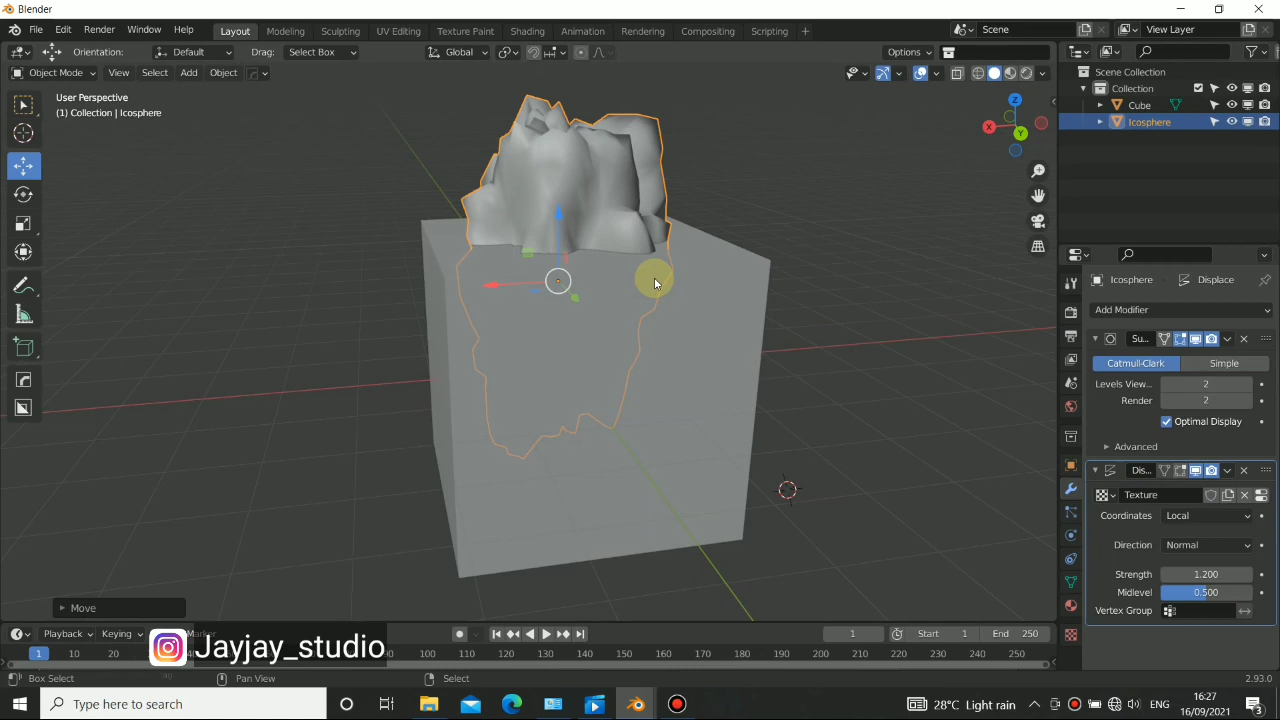 Blender
File Edit Render Window Help Layout Modeling Sculpting UV Editing Texture Paint Shading Animation Rendering Compositing Scripting + Scene View Layer
Orientation: Default Drag: Select Box Global Options
Object Mode View Select Add Object
User Perspective
(1) Collection | Icosphere
Z
X
Y
Scene Collection
Collection
Cube
Icosphere
Icosphere Displace
Add Modifier
Su...
Catmull-Clark Simple
Levels View... 2
Render 2
Optimal Display
Advanced
Dis...
Texture
Coordinates Local
Direction Normal
Strength 1.200
Midlevel 0.500
Vertex Group
Move
Playback Keying Marker 1 Start 1 End 250
Jayjay_studio
1 10 20 30 40 100 110 120 130 140 150 160 170 180 190 200 210 220 230 240 250
Box Select Pan View Select 2.93.0
Type here to search
28°C Light rain ENG 16:27 16/09/2021 3